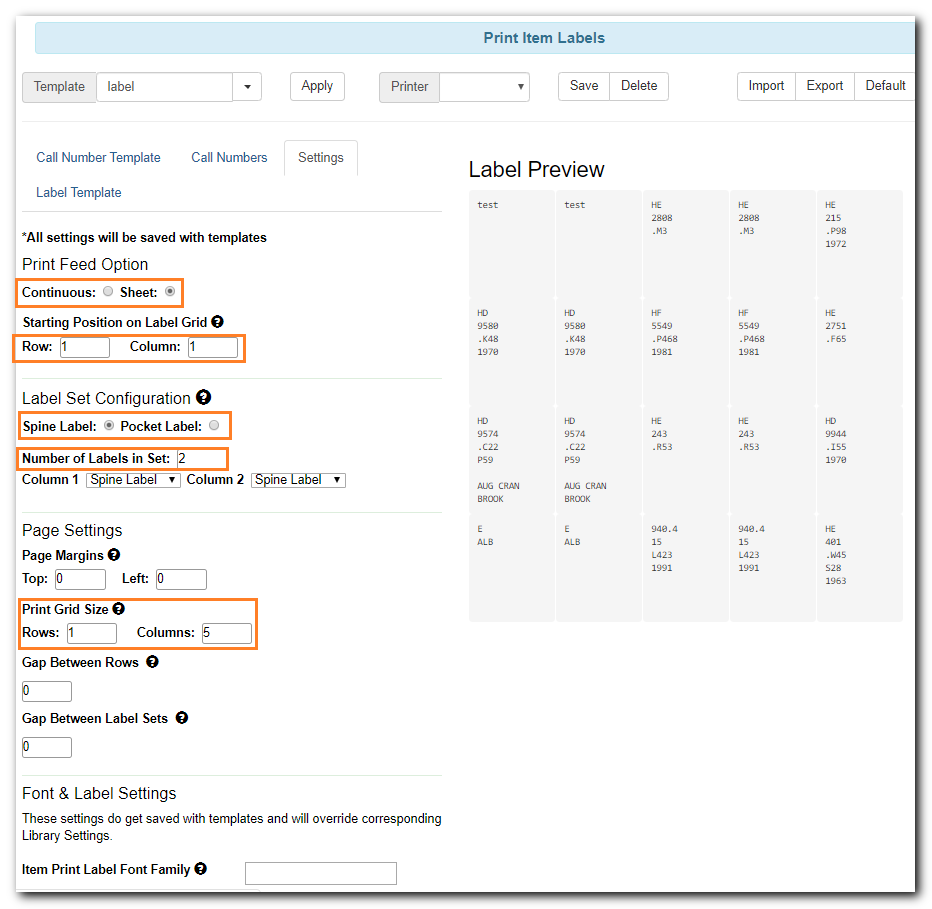 Print Item Labels
Template label Apply Printer Save Delete Import Export Default
Call Number Template Call Numbers Settings
Label Template
*All settings will be saved with templates
Print Feed Option
Continuous: Sheet:
Starting Position on Label Grid ?
Row: 1 Column: 1
Label Set Configuration ?
Spine Label: Pocket Label:
Number of Labels in Set: 2
Column 1 Spine Label Column 2 Spine Label
Page Settings
Page Margins ?
Top: 0 Left: 0
Print Grid Size ?
Rows: 1 Columns: 5
Gap Between Rows ?
0
Gap Between Label Sets ?
0
Font & Label Settings
These settings do get saved with templates and will override corresponding
Library Settings.
Item Print Label Font Family ?
Label Preview
test
test
HE
2808
.M3
HE
2808
.M3
HE
215
.P98
1972
HD
9580
.K48
1970
HD
9580
.K48
1970
HF
5549
.P468
1981
HF
5549
.P468
1981
HE
2751
.F65
HD
9574
.C22
P59
AUG CRAN
BROOK
HD
9574
.C22
P59
AUG CRAN
BROOK
HE
243
.R53
HE
243
.R53
HD
9944
.I55
1970
E
ALB
E
ALB
940.4
15
L423
1991
940.4
15
L423
1991
HE
401
.W45
S28
1963